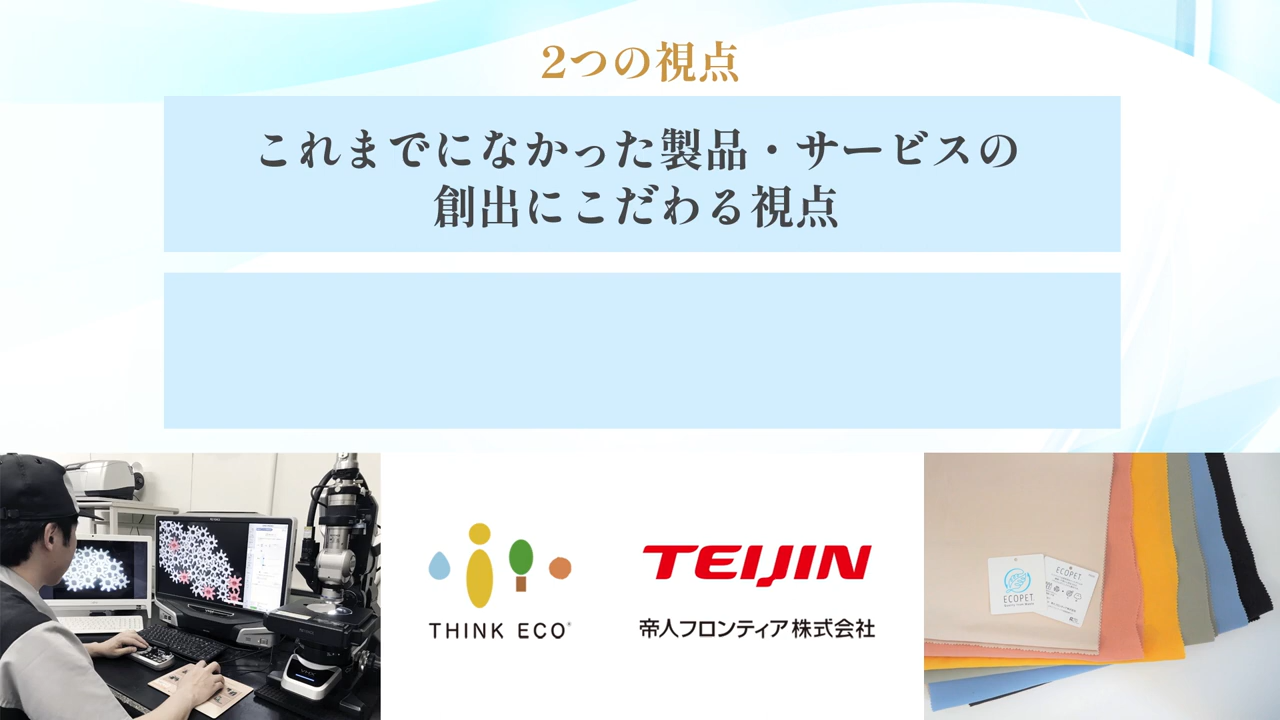 2つの視点
これまでになかった製品・サービスの
創出にこだわる視点
THINK ECO®
TEIJIN
帝人フロンティア株式会社
ECOPET
ECOPET